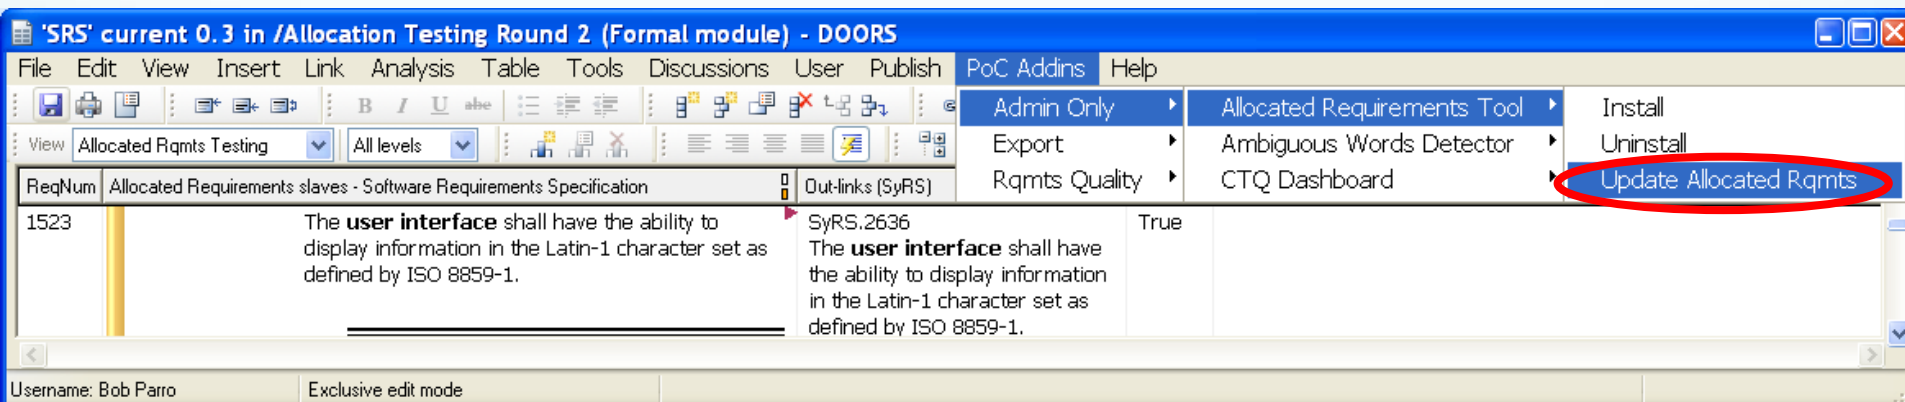 'SRS' current 0.3 in /Allocation Testing Round 2 (Formal module) - DOORS
File Edit View Insert Link Analysis Table Tools Discussions User Publish PoC Addins Help
B I U abc
Admin Only Allocated Requirements Tool Install
View Allocated Rqmts Testing All levels
Export Ambiguous Words Detector Uninstall
Rqmts Quality CTQ Dashboard Update Allocated Rqmts
ReqNum Allocated Requirements slaves - Software Requirements Specification Out-links (SyRS)
1523 The user interface shall have the ability to
display information in the Latin-1 character set as
defined by ISO 8859-1.
SyRS.2636
The user interface shall have
the ability to display information
in the Latin-1 character set as
defined by ISO 8859-1.
True
Username: Bob Parro Exclusive edit mode